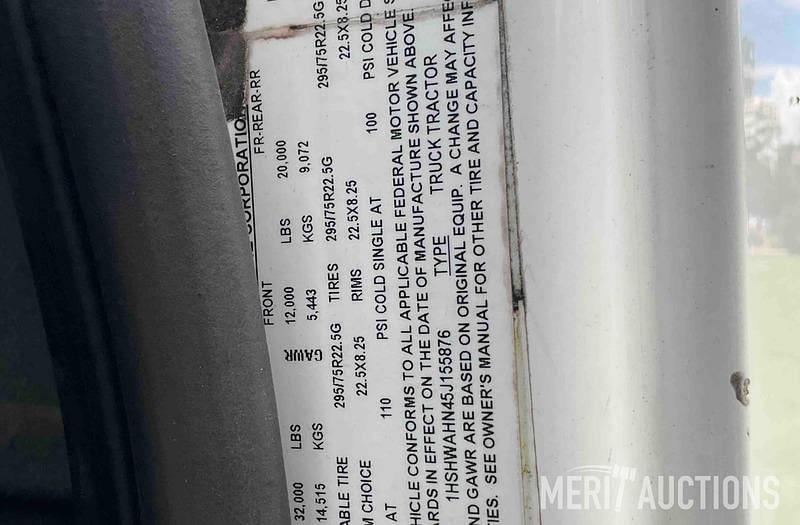 CORPORATION
FRONT FR-REAR-RR
32,000 LBS GAWR 12,000 LBS 20,000
14,515 KGS 5,443 KGS 9,072
ABLE TIRE 295/75R22.5G TIRES 295/75R22.5G 295/75R22.5G
M CHOICE 22.5X8.25 RIMS 22.5X8.25 22.5X8.25
AT 110 PSI COLD SINGLE AT 100 PSI COLD D
HICLE CONFORMS TO ALL APPLICABLE FEDERAL MOTOR VEHICLE S
ARDS IN EFFECT ON THE DATE OF MANUFACTURE SHOWN ABOVE.
1HSHWAHN45J155876 TYPE TRUCK TRACTOR
ND GAWR ARE BASED ON ORIGINAL EQUIP. A CHANGE MAY AFFE
TIES. SEE OWNER'S MANUAL FOR OTHER TIRE AND CAPACITY INF
MERIT AUCTIONS